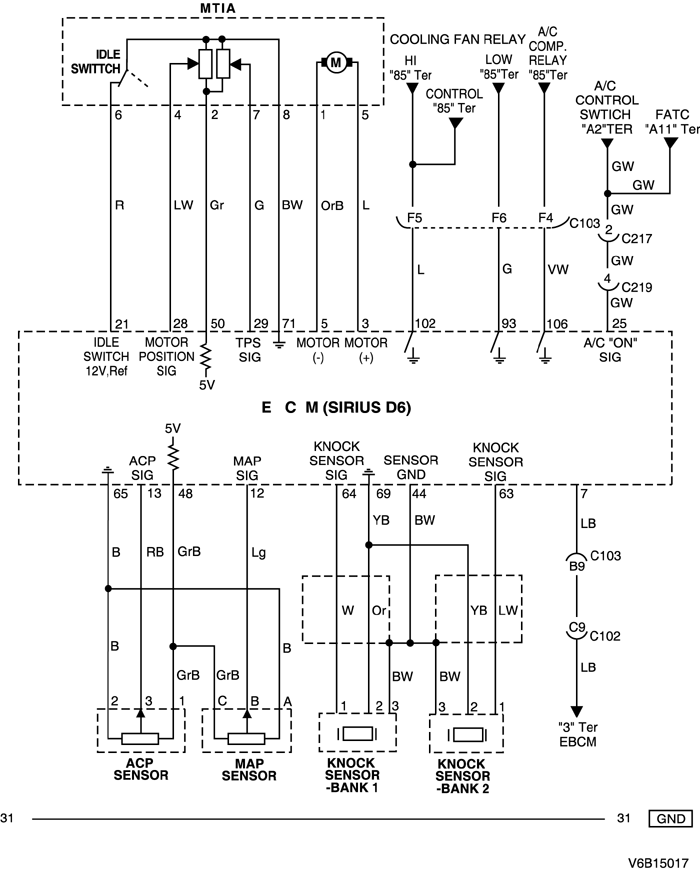 MTIA
IDLE
SWITTCH
M
COOLING FAN RELAY
HI
"85" Ter
CONTROL
"85" Ter
LOW
"85"Ter
A/C
COMP.
RELAY
"85"Ter
A/C
CONTROL
SWTICH
"A2"TER
FATC
"A11" Ter
6 4 2 7 8 1 5
GW
GW
R LW Gr G BW OrB L
GW
F5 F6 F4 C103
2 C217
L G VW GW
4 C219
GW
21 28 50 29 71 5 3 102 93 106 25
IDLE
SWITCH
12V,Ref
MOTOR
POSITION
SIG
5V
TPS
SIG
MOTOR
(-)
MOTOR
(+)
A/C "ON"
SIG
E C M (SIRIUS D6)
5V
ACP
SIG
MAP
SIG
KNOCK
SENSOR
SIG
SENSOR
GND
KNOCK
SENSOR
SIG
65 13 48 12 64 69 44 63 7
YB BW LB
B RB GrB Lg
C103
B9
W Or YB LW
C9
C102
B GrB GrB B
BW BW LB
2 3 1 C B A
1 2 3 3 2 1
"3" Ter
EBCM
ACP
SENSOR
MAP
SENSOR
KNOCK
SENSOR
-BANK 1
KNOCK
SENSOR
-BANK 2
31 31 GND
V6B15017